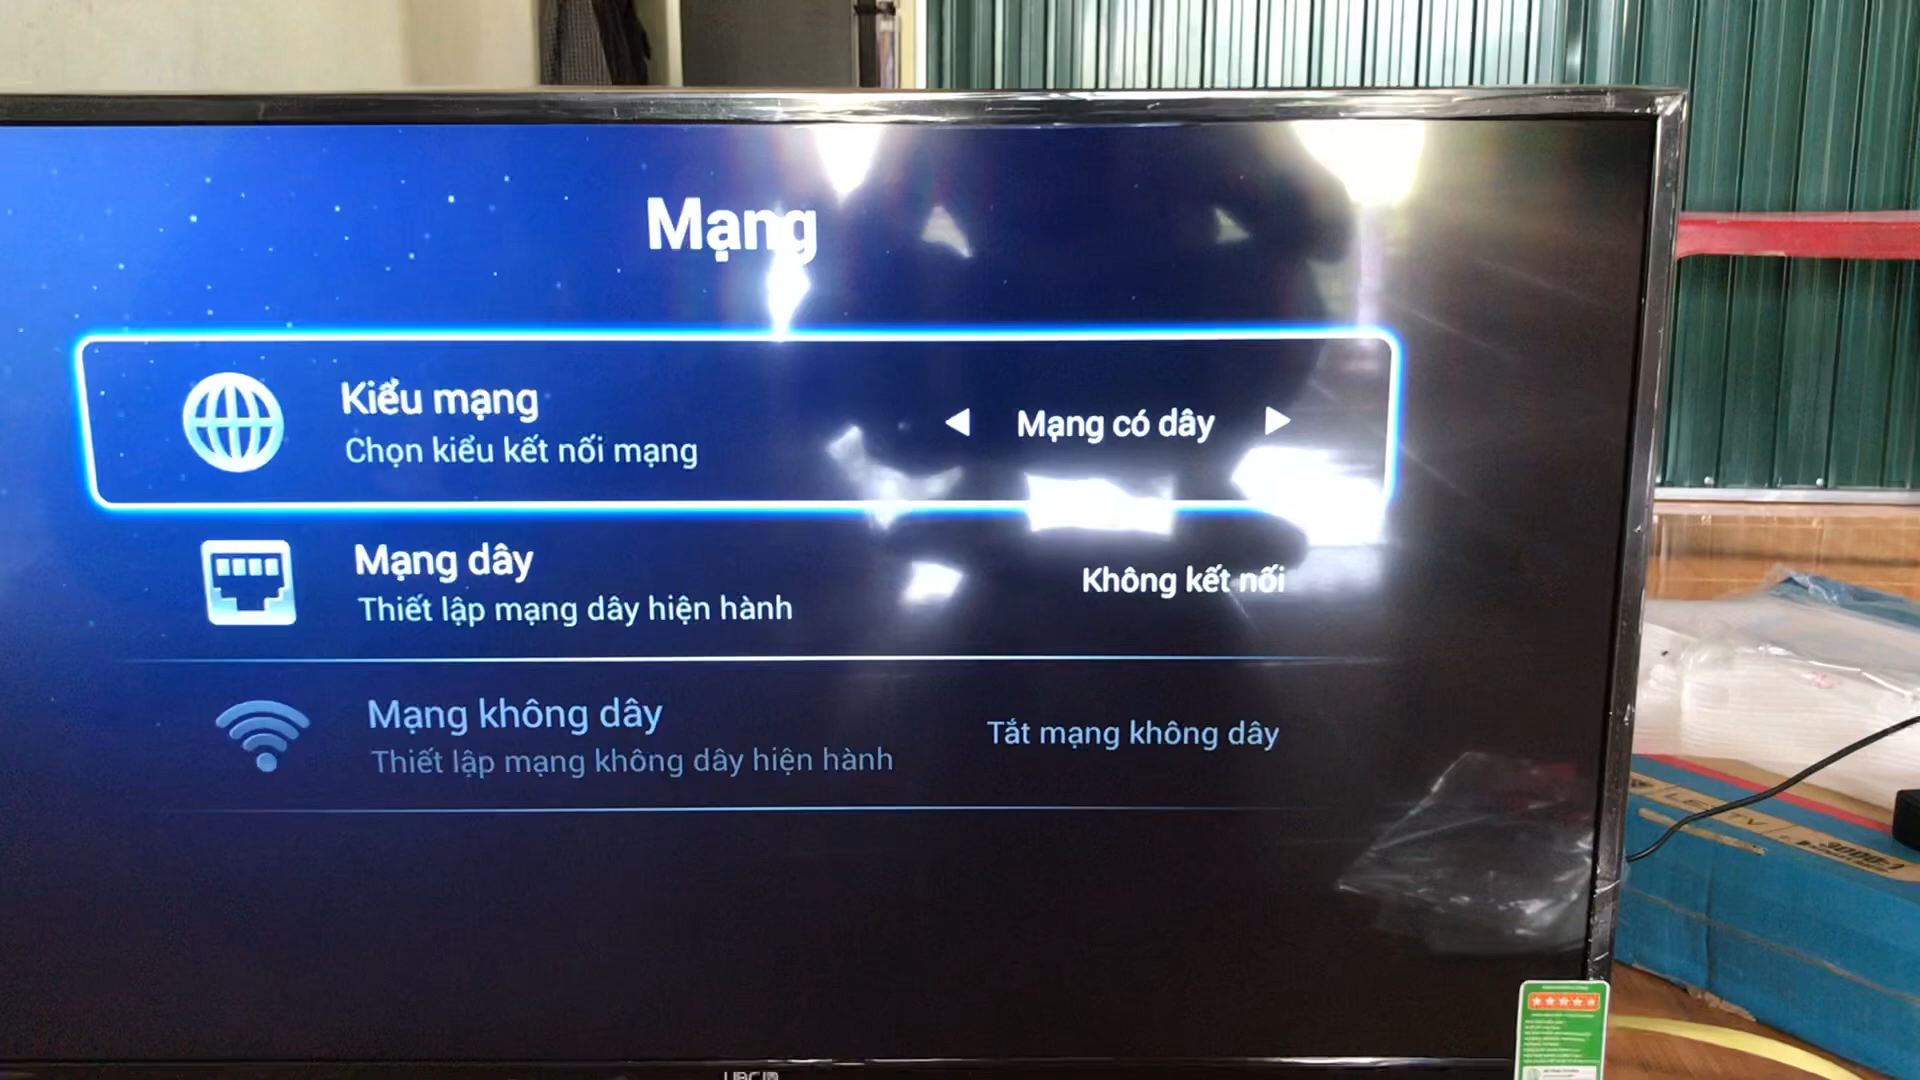 Mạng
Kiểu mạng
Chọn kiểu kết nối mạng
Mạng có dây
Mạng dây
Thiết lập mạng dây hiện hành
Không kết nối
Mạng không dây
Thiết lập mạng không dây hiện hành
Tắt mạng không dây